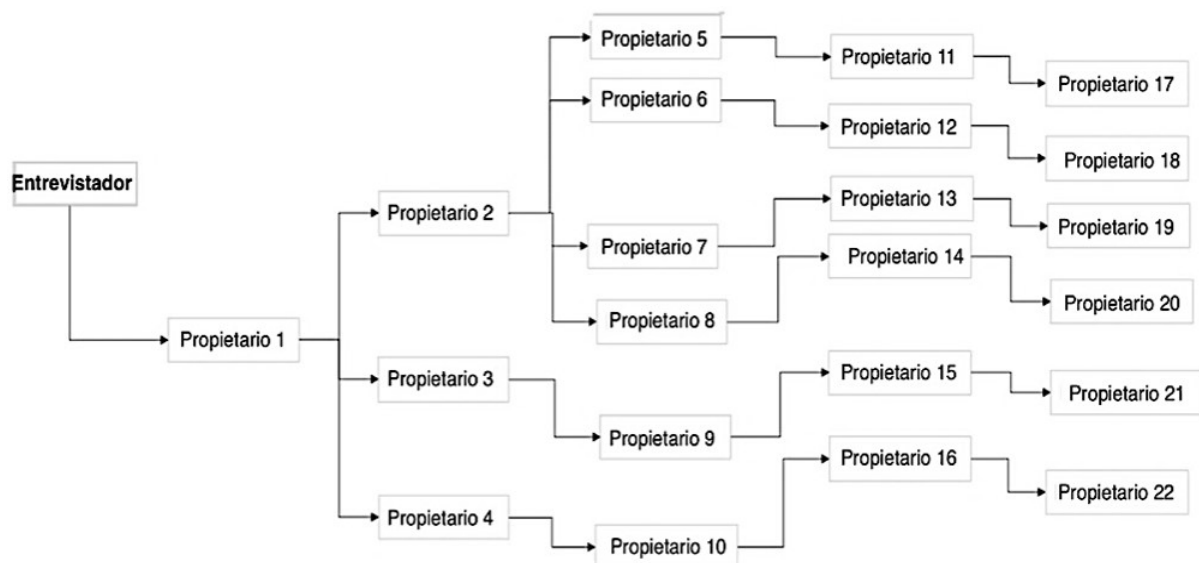 Entrevistador
Propietario 1
Propietario 2
Propietario 3
Propietario 4
Propietario 5
Propietario 6
Propietario 7
Propietario 8
Propietario 9
Propietario 10
Propietario 11
Propietario 12
Propietario 13
Propietario 14
Propietario 15
Propietario 16
Propietario 17
Propietario 18
Propietario 19
Propietario 20
Propietario 21
Propietario 22